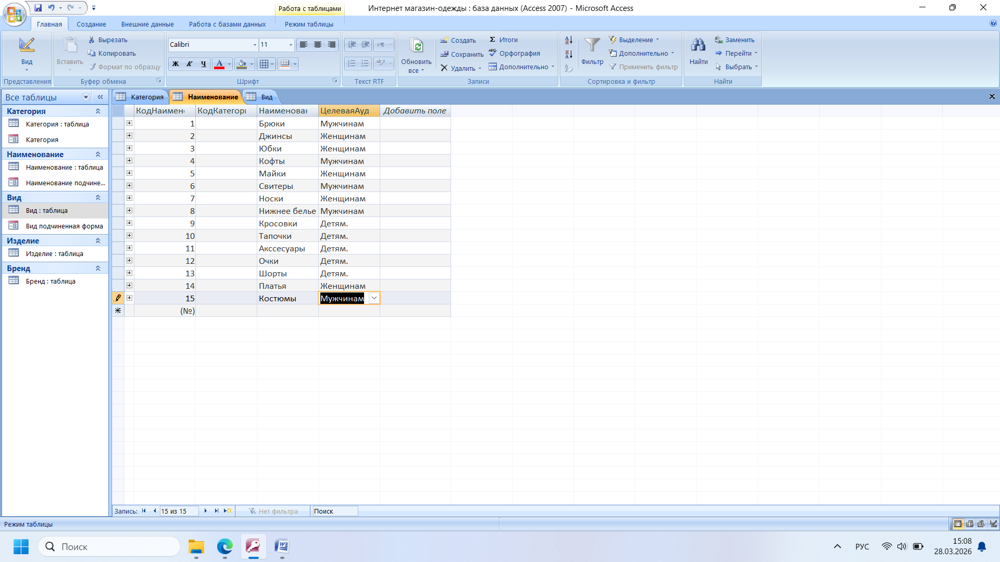 Работа с таблицами
Интернет магазин-одежды : база данных (Access 2007) - Microsoft Access
Главная Создание Внешние данные Работа с базами данных Режим таблицы
Вид
Представления
Вставить
Вырезать
Копировать
Формат по образцу
Буфер обмена
Calibri 11
Ж К Ч
Шрифт
Текст RTF
Обновить
все
Создать
Сохранить
Удалить
Итоги
Орфография
Дополнительно
Записи
Фильтр
Выделение
Дополнительно
Применить фильтр
Сортировка и фильтр
Найти
Заменить
Перейти
Выбрать
Найти
Все таблицы
Категория
Категория : таблица
Категория
Наименование
Наименование : таблица
Наименование подчине...
Вид
Вид : таблица
Вид подчиненная форма
Изделие
Изделие : таблица
Бренд
Бренд : таблица
Категория Наименование Вид
КодНаимен КодКатегор Наименован ЦелеваяАуд Добавить поле
1 Брюки Мужчинам
2 Джинсы Женщинам
3 Юбки Женщинам
4 Кофты Мужчинам
5 Майки Женщинам
6 Свитеры Мужчинам
7 Носки Женщинам
8 Нижнее белье Мужчинам
9 Кросовки Детям.
10 Тапочки Детям.
11 Акссесуары Детям.
12 Очки Детям.
13 Шорты Детям.
14 Платья Женщинам
15 Костюмы Мужчинам
(№)
Запись: 15 из 15 Нет фильтра Поиск
Режим таблицы
Поиск
РУС
15:08
28.03.2026